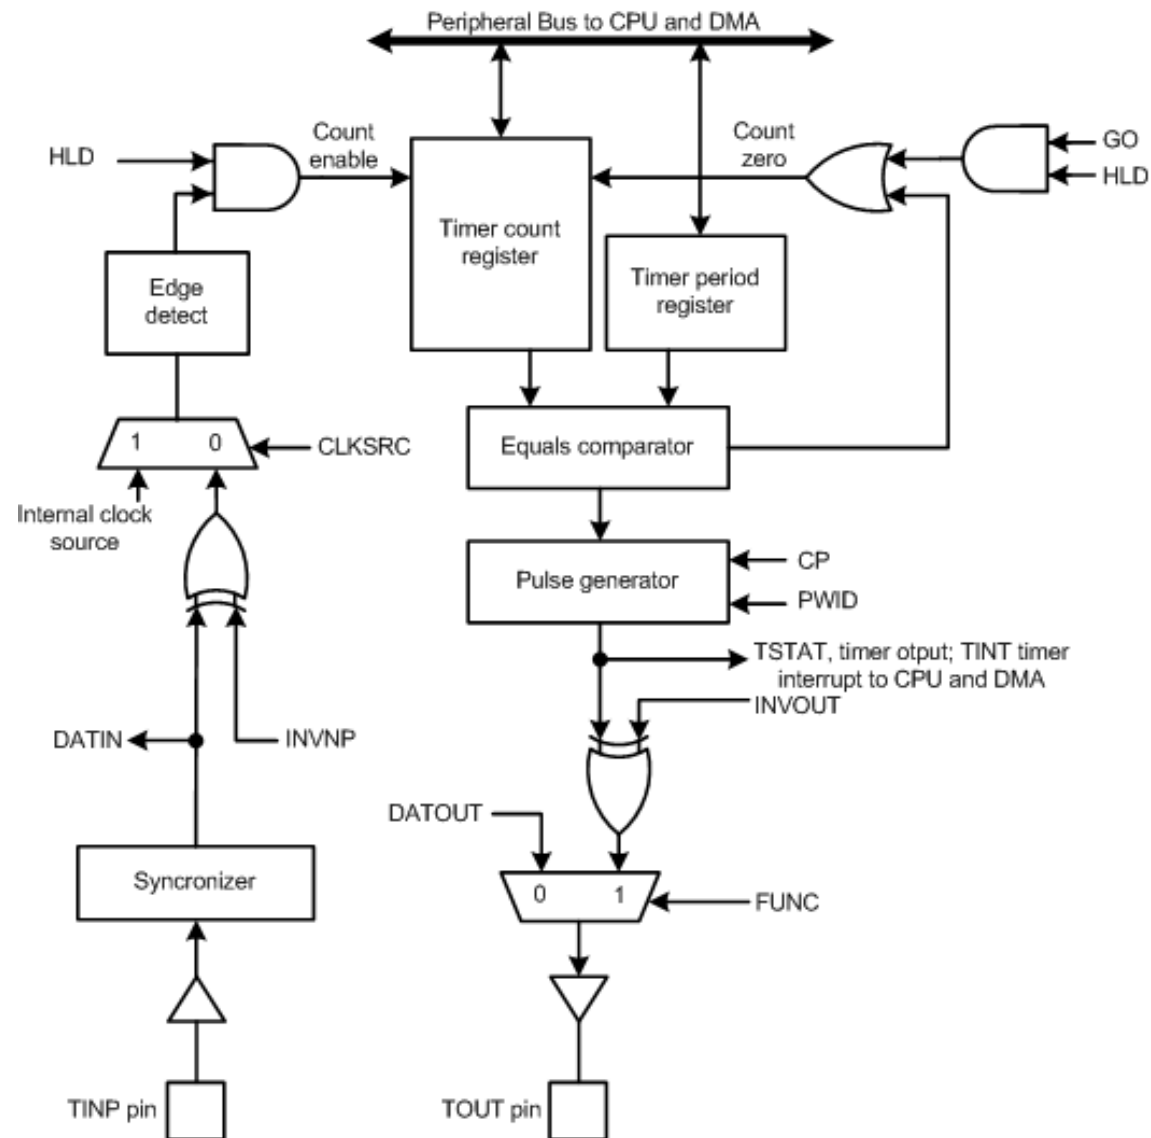 Peripheral Bus to CPU and DMA
HLD
Count
enable
Count
zero
GO
HLD
Timer count
register
Timer period
register
Edge
detect
1 0
CLKSRC
Internal clock
source
Equals comparator
Pulse generator
CP
PWID
TSTAT, timer otput; TINT timer
interrupt to CPU and DMA
INVOUT
DATIN
INVNP
DATOUT
0 1
FUNC
Syncronizer
TINP pin
TOUT pin